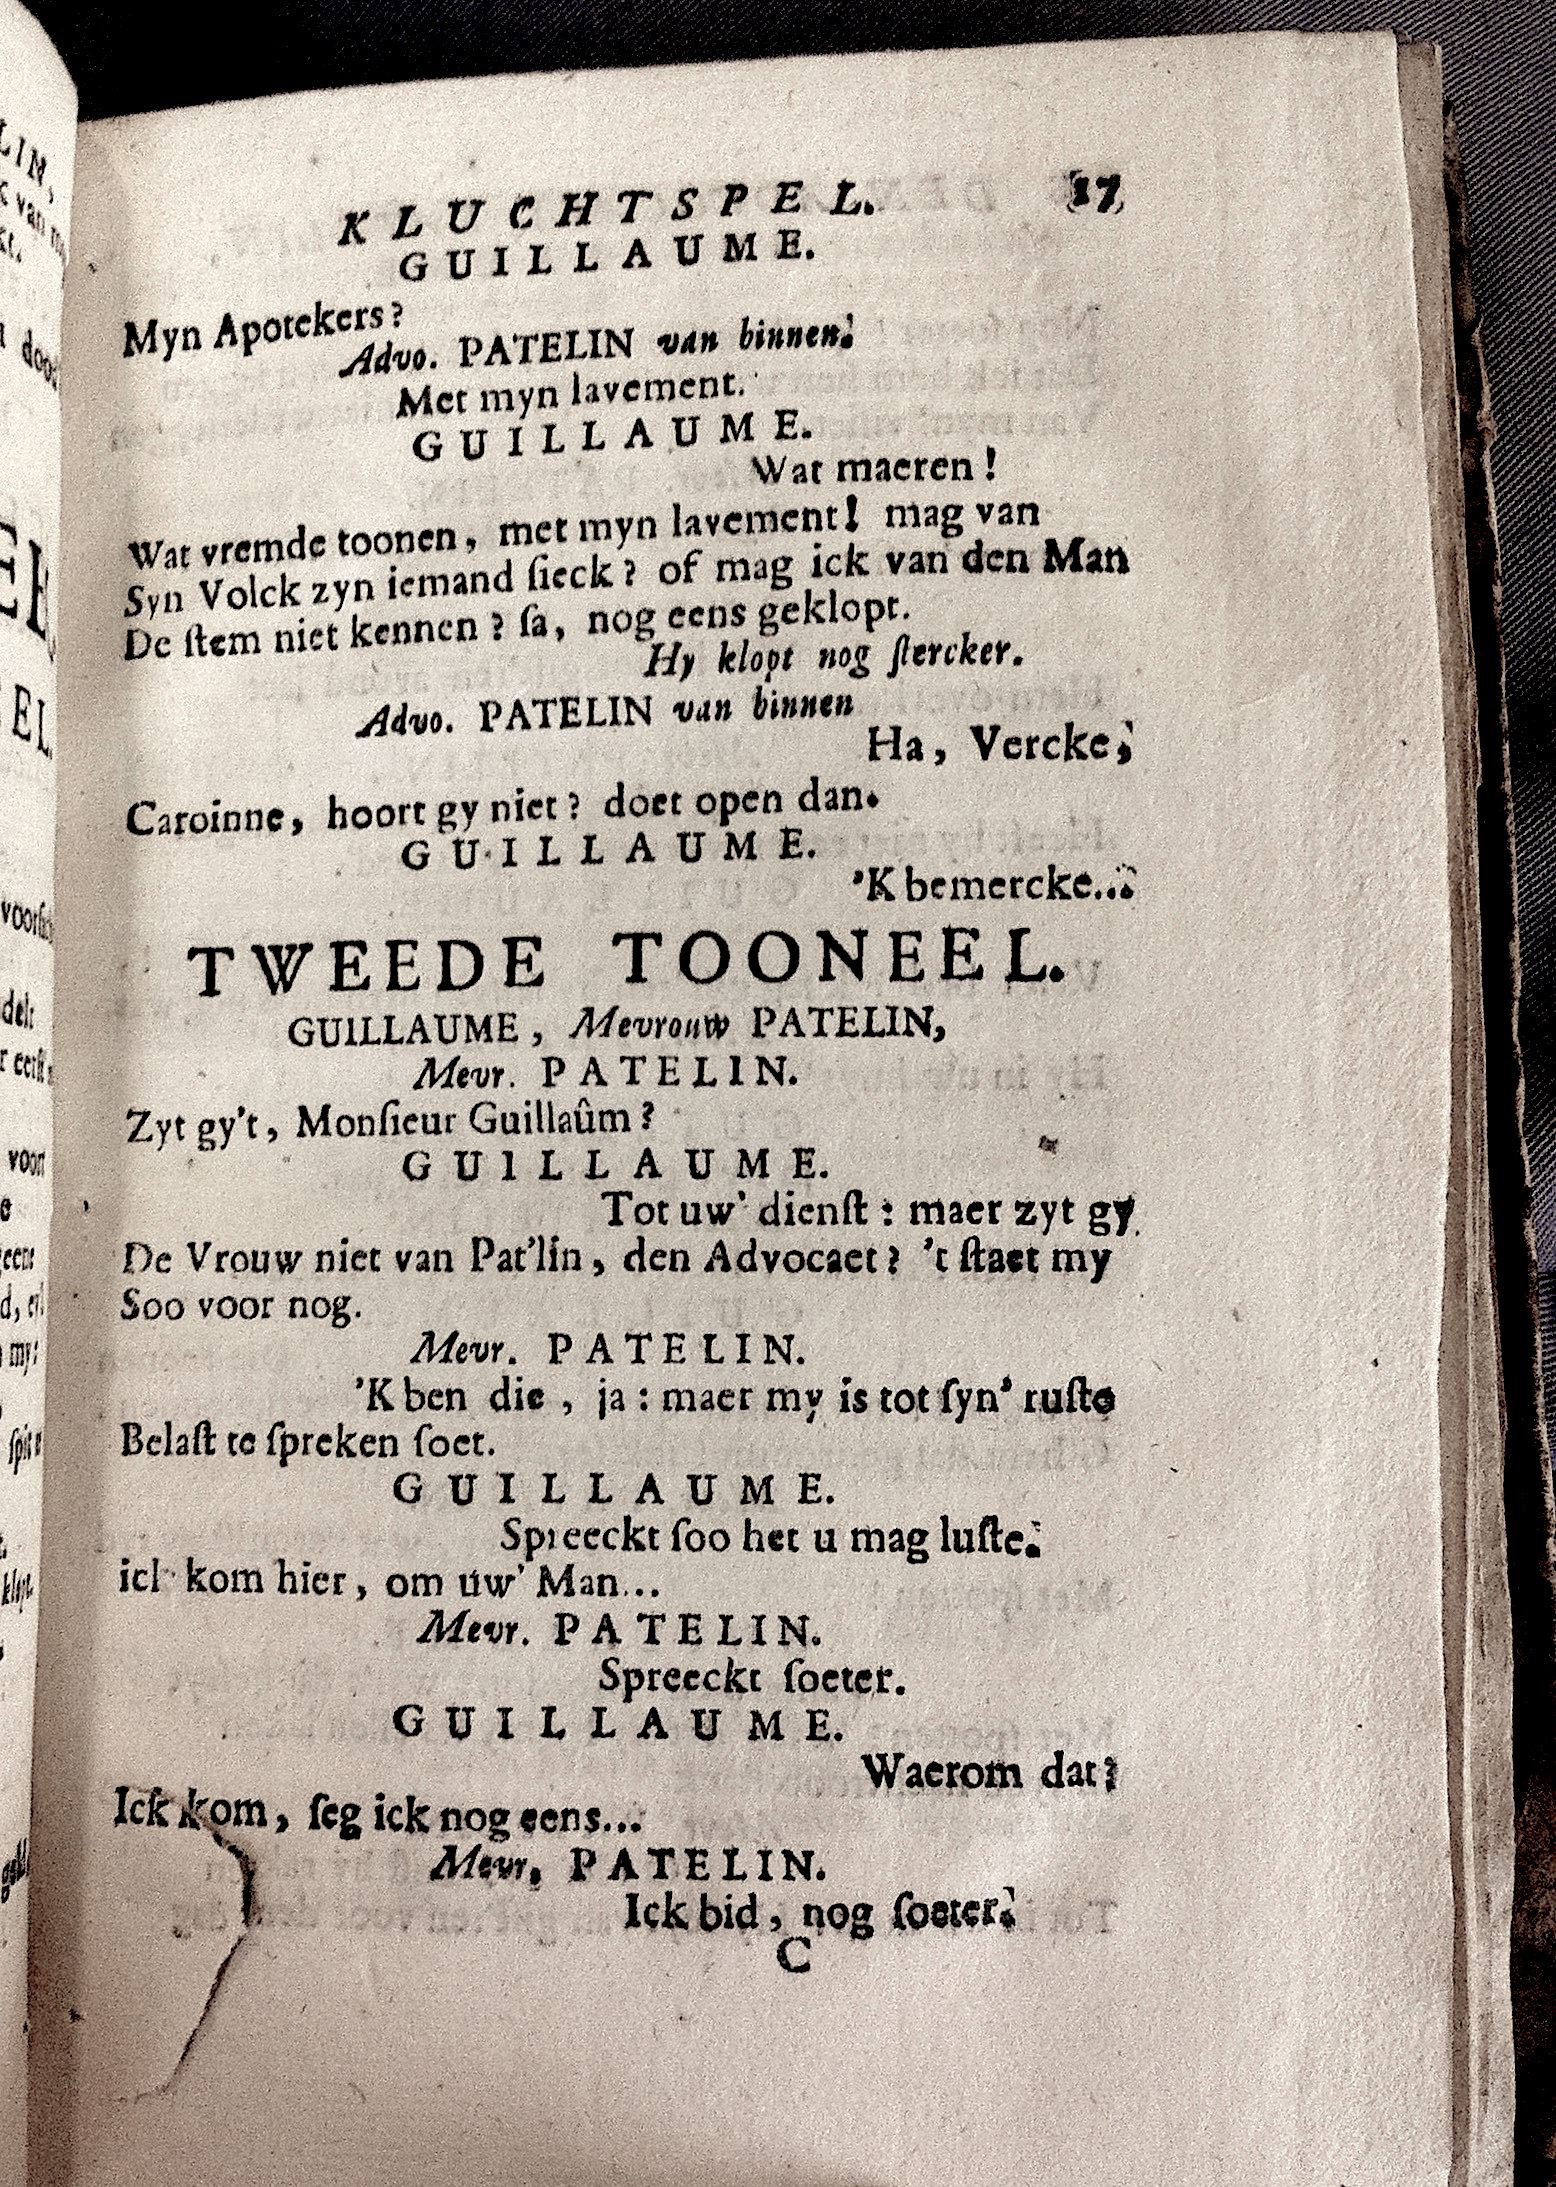 KLUCHTSPEL. 17
GUILLAUME.
Myn Apotekers?
Advo. PATELIN van binnen.
Met myn lavement.
GUILLAUME.
Wat maeren!
Wat vremde toonen, met myn lavement! mag van
Syn Volck zyn iemand ſieck? of mag ick van den Man
De ſtem niet kennen? ſa, nog eens geklopt.
Hy klopt nog ſtercker.
Advo. PATELIN van binnen
Ha, Vercke,
Caroinne, hoort gy niet? doet open dan.
GUILLAUME.
'K bemercke...
TWEEDE TOONEEL.
GUILLAUME, Mevrouw PATELIN,
Mevr. PATELIN.
Zyt gy't, Monſieur Guillaûm?
GUILLAUME.
Tot uw' dienſt: maer zyt gy
De Vrouw niet van Pat'lin, den Advocaet? 't ſtaet my
Soo voor nog.
Mevr. PATELIN.
'K ben die, ja: maer my is tot ſyn' ruſte
Belaſt te ſpreken ſoet.
GUILLAUME.
Spreeckt ſoo het u mag luſte.
ick kom hier, om uw' Man...
Mevr. PATELIN.
Spreeckt ſoeter.
GUILLAUME.
Waerom dat?
Ick kom, ſeg ick nog eens...
Mevr. PATELIN.
Ick bid, nog ſoeter.
C